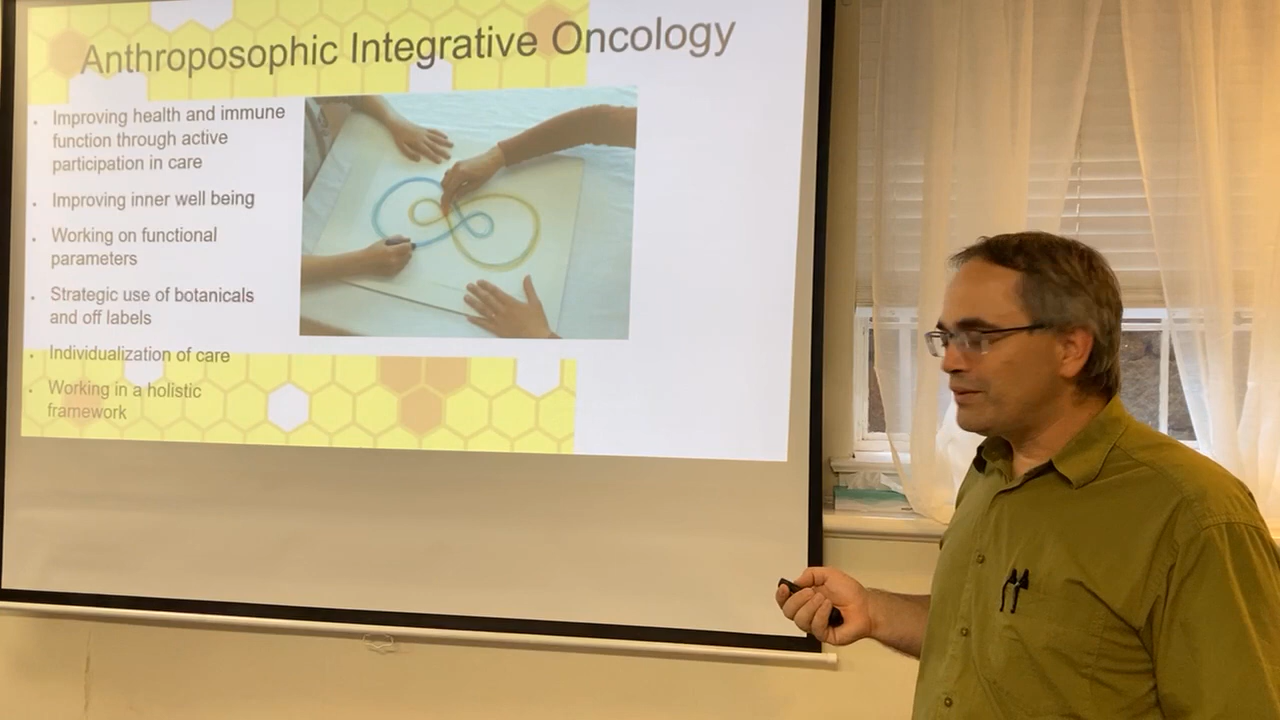 Anthroposophic Integrative Oncology
Improving health and immune
function through active
participation in care
Improving inner well being
Working on functional
parameters
Strategic use of botanicals
and off labels
Individualization of care
Working in a holistic
framework